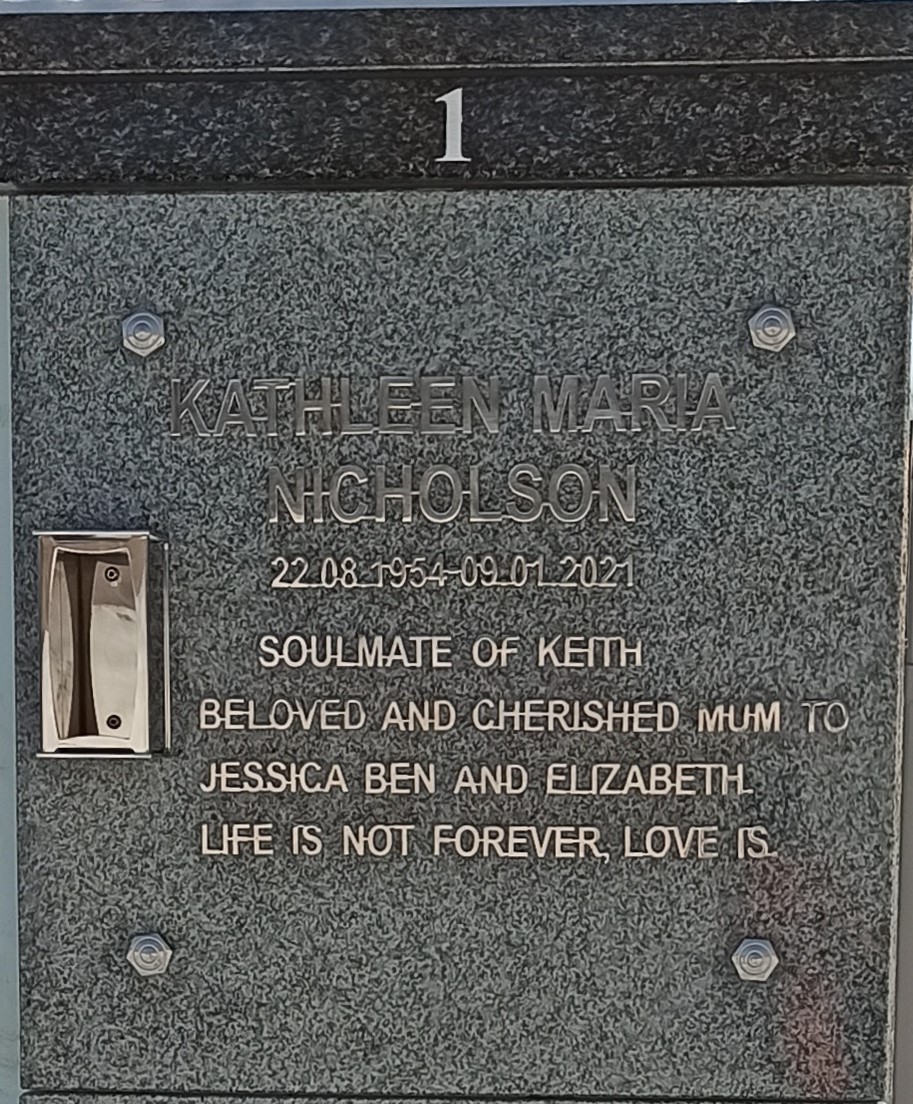 1
KATHLEEN MARIA
NICHOLSON
22.08.1954-09.01.2021
SOULMATE OF KEITH
BELOVED AND CHERISHED MUM TO
JESSICA BEN AND ELIZABETH.
LIFE IS NOT FOREVER, LOVE IS.